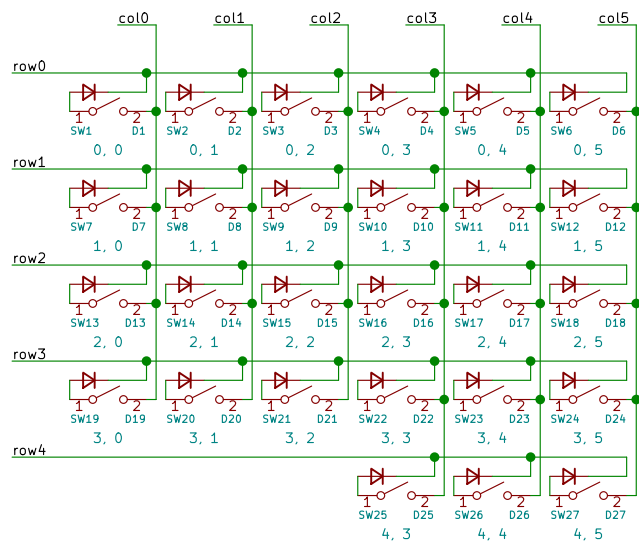 col0 col1 col2 col3 col4 col5
row0
1 2 1 2 1 2 1 2 1 2 1 2
SW1 D1 SW2 D2 SW3 D3 SW4 D4 SW5 D5 SW6 D6
0, 0 0, 1 0, 2 0, 3 0, 4 0, 5
row1
1 2 1 2 1 2 1 2 1 2 1 2
SW7 D7 SW8 D8 SW9 D9 SW10 D10 SW11 D11 SW12 D12
1, 0 1, 1 1, 2 1, 3 1, 4 1, 5
row2
1 2 1 2 1 2 1 2 1 2 1 2
SW13 D13 SW14 D14 SW15 D15 SW16 D16 SW17 D17 SW18 D18
2, 0 2, 1 2, 2 2, 3 2, 4 2, 5
row3
1 2 1 2 1 2 1 2 1 2 1 2
SW19 D19 SW20 D20 SW21 D21 SW22 D22 SW23 D23 SW24 D24
3, 0 3, 1 3, 2 3, 3 3, 4 3, 5
row4
1 2 1 2 1 2
SW25 D25 SW26 D26 SW27 D27
4, 3 4, 4 4, 5